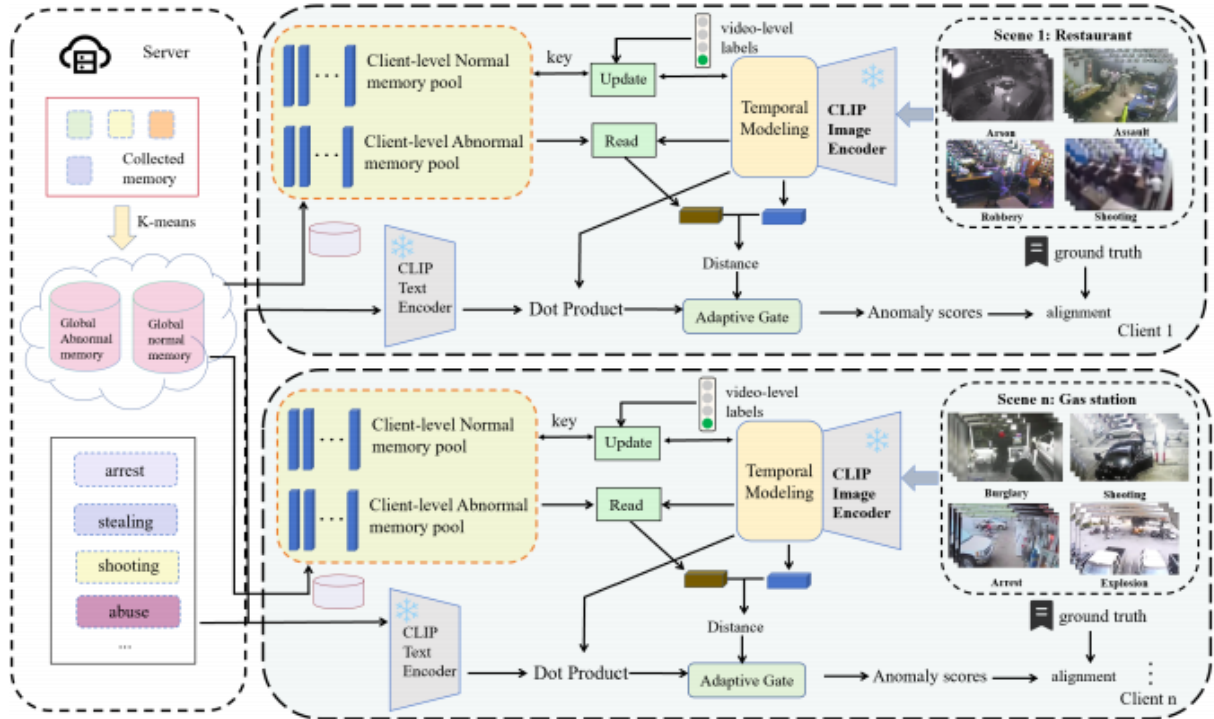 Server
Collected
memory
K-means
Global
Abnormal
memory
Global
normal
memory
arrest
stealing
shooting
abuse
...
Client-level Normal
memory pool
Client-level Abnormal
memory pool
key
Update
Read
video-level
labels
Temporal
Modeling
CLIP
Image
Encoder
Scene 1: Restaurant
Arson
Assault
Robbery
Shooting
CLIP
Text
Encoder
Dot Product
Distance
Adaptive Gate
Anomaly scores
ground truth
alignment
Client 1
Client-level Normal
memory pool
Client-level Abnormal
memory pool
key
Update
Read
video-level
labels
Temporal
Modeling
CLIP
Image
Encoder
Scene n: Gas station
Burglary
Shooting
Arrest
Explosion
CLIP
Text
Encoder
Dot Product
Distance
Adaptive Gate
Anomaly scores
ground truth
alignment
Client n